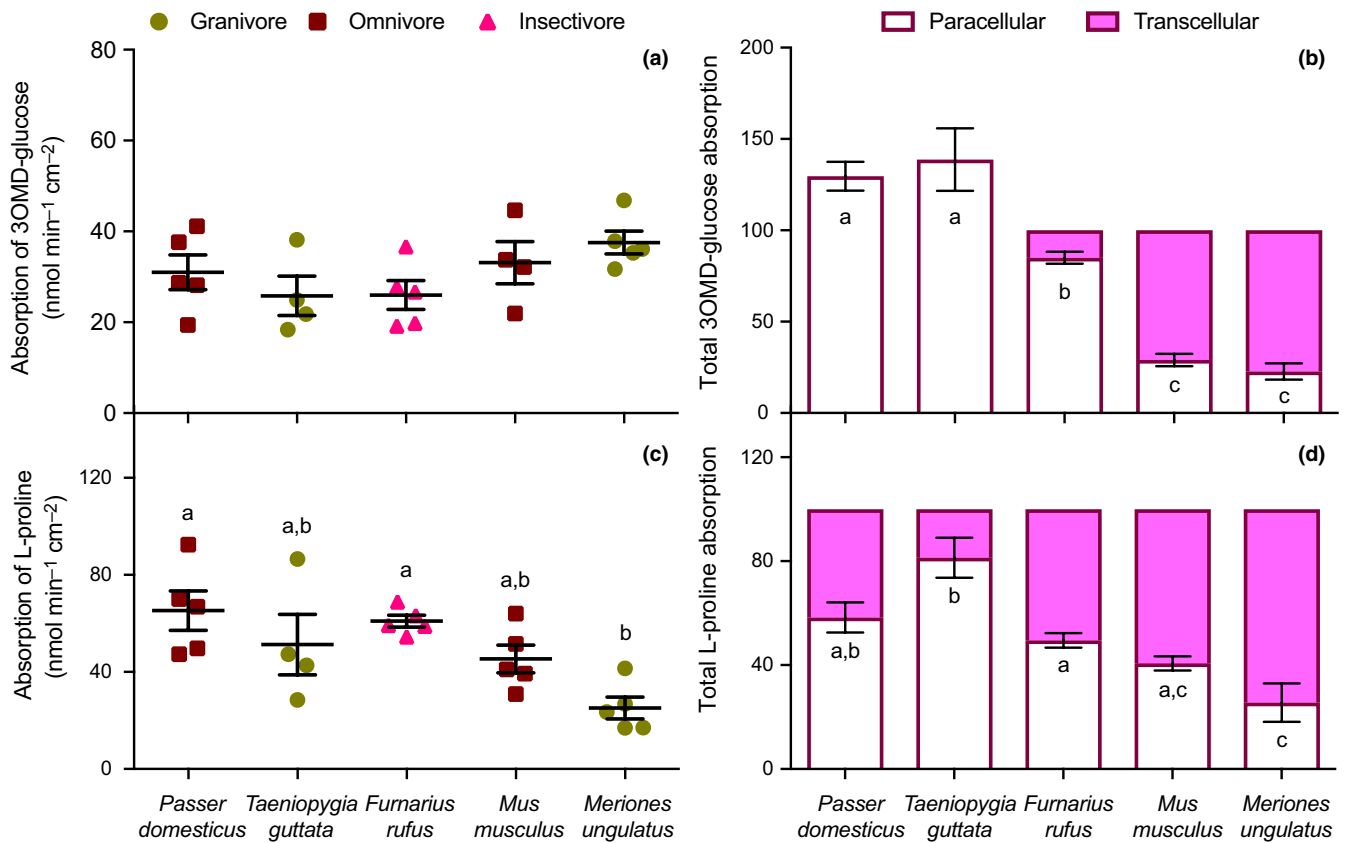 Granivore Omnivore Insectivore
Paracellular Transcellular
(a)
Absorption of 3OMD-glucose
(nmol min⁻¹ cm⁻²)
80
60
40
20
0
(b)
Total 3OMD-glucose absorption
200
150
100
50
0
a
a
b
c
c
(c)
Absorption of L-proline
(nmol min⁻¹ cm⁻²)
120
80
40
0
a
a,b
a
a,b
b
Passer
domesticus
Taeniopygia
guttata
Furnarius
rufus
Mus
musculus
Meriones
ungulatus
(d)
Total L-proline absorption
120
80
40
0
a,b
b
a
a,c
c
Passer
domesticus
Taeniopygia
guttata
Furnarius
rufus
Mus
musculus
Meriones
ungulatus